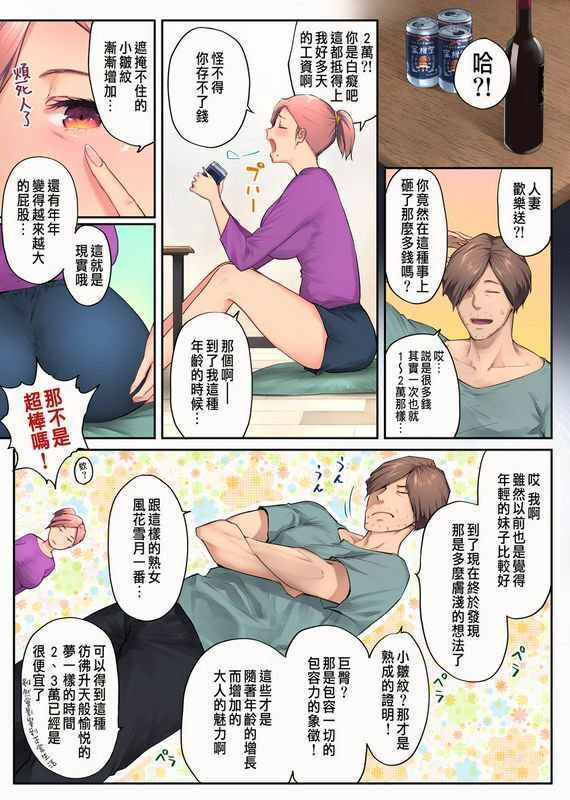 哈?!
人妻
歡樂送?!
你竟然在這種事上
砸了那麼多錢嗎?
哎…
說是很多錢
其實一次也就
1~2萬那樣…
2萬?!
你是白癡吧
這都抵得上
我好多天
的工資啊
怪不得
你存不了錢
プハー
那個啊──
到了我這種
年齡的時候…
遮掩不住的
小皺紋
漸漸增加…
煩死人了
還有年年
變得越來越大
的屁股…
這就是
現實哦
那不是
超棒嗎!
欸?
哎 我啊
雖然以前也是覺得
年輕的妹子比較好
到了現在終於發現
那是多麼膚淺的想法了
うん
うん
小皺紋?那才是
熟成的證明!
ペラ
ペラ
巨臀?
那是包容一切的
包容力的象徵!
這些才是
隨著年齡的增長
而增加的
大人的魅力啊
跟這樣的熟女
風花雪月一番…
可以得到這種
彷彿升天般愉悅的
夢一樣的時間
2、3萬已經是
很便宜了